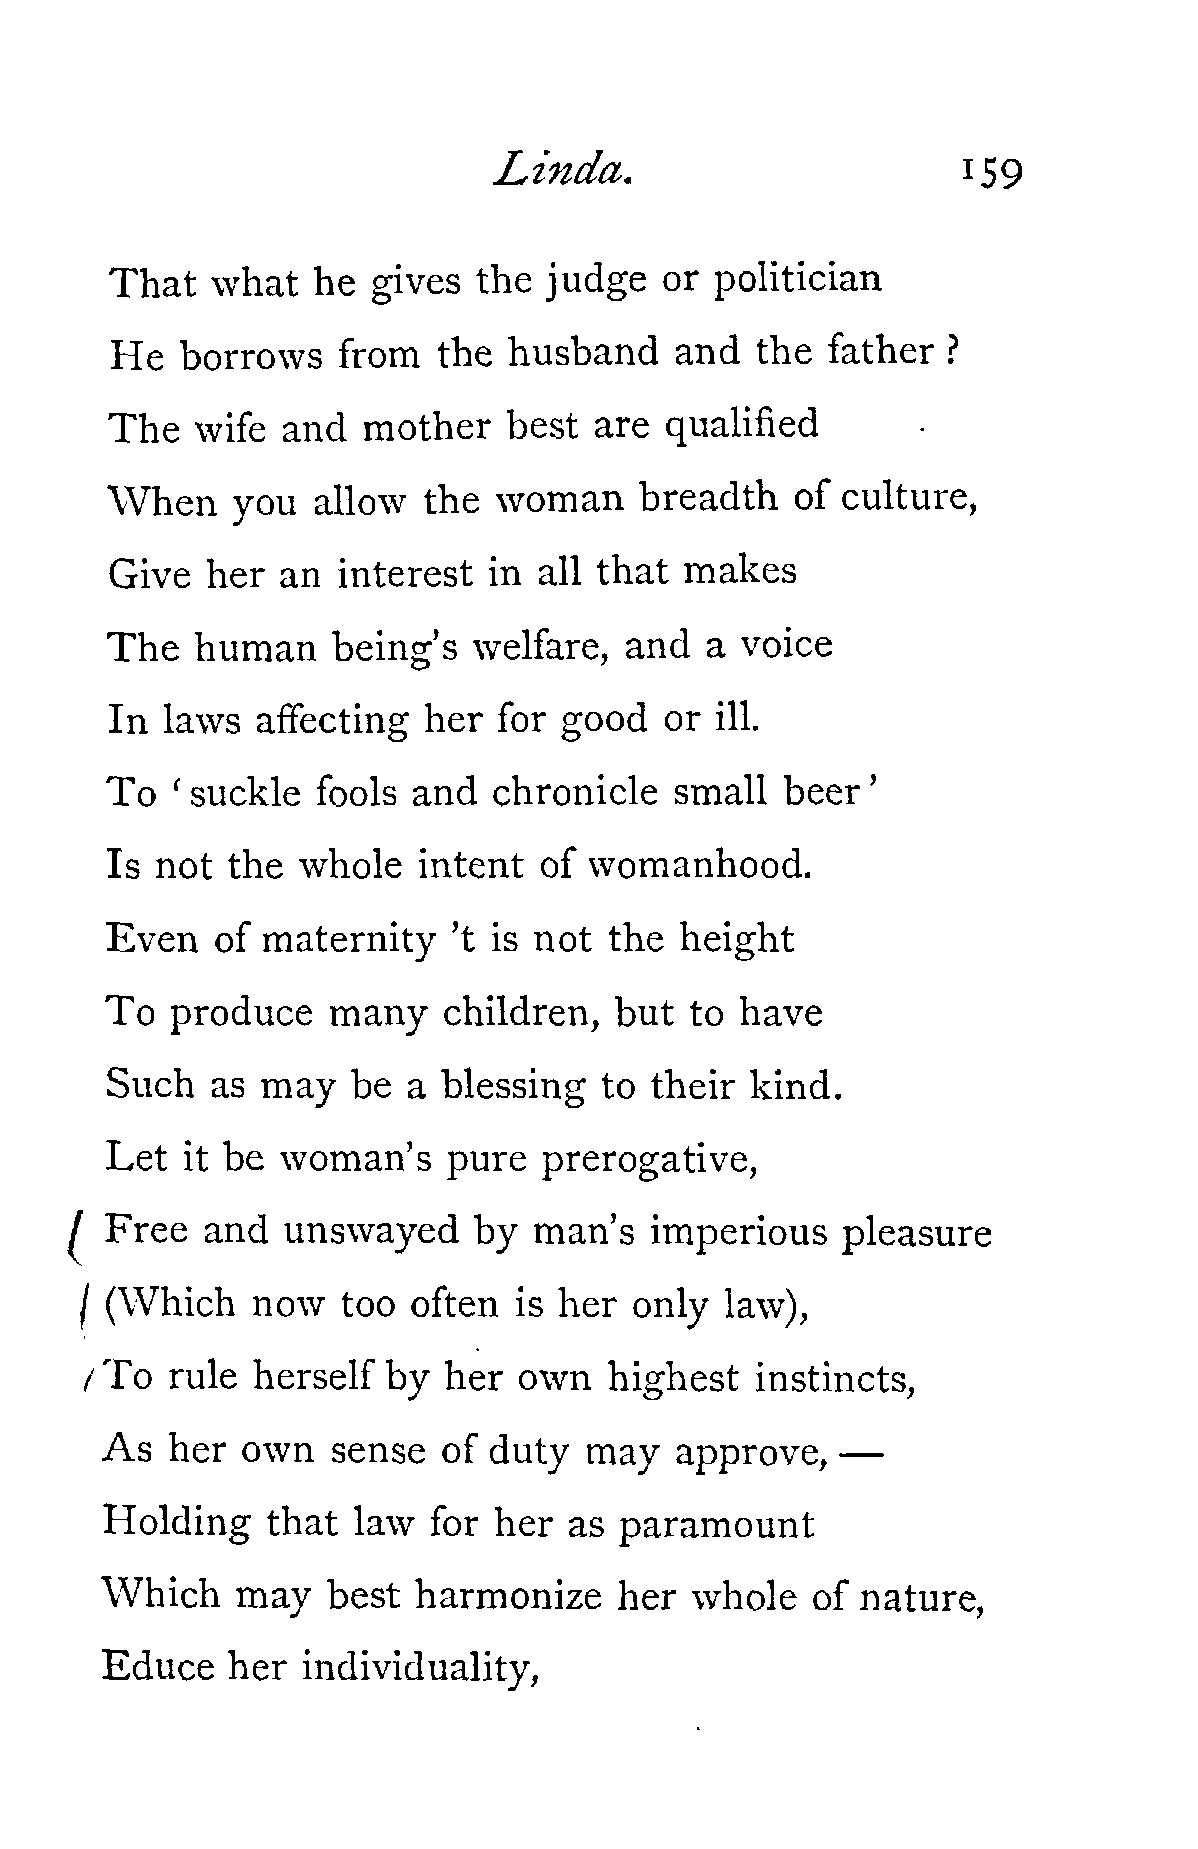 Linda. 159
That what he gives the judge or politician
He borrows from the husband and the father ?
The wife and mother best are qualified
When you allow the woman breadth of culture,
Give her an interest in all that makes
The human being's welfare, and a voice
In laws affecting her for good or ill.
To ‘suckle fools and chronicle small beer’
Is not the whole intent of womanhood.
Even of maternity 't is not the height
To produce many children, but to have
Such as may be a blessing to their kind.
Let it be woman's pure prerogative,
Free and unswayed by man's imperious pleasure
(Which now too often is her only law),
To rule herself by her own highest instincts,
As her own sense of duty may approve, —
Holding that law for her as paramount
Which may best harmonize her whole of nature,
Educe her individuality,